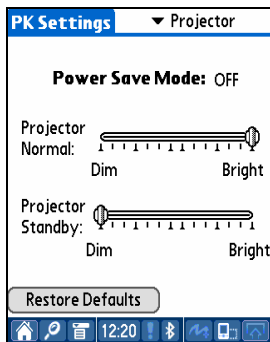 PK Settings ▼ Projector
Power Save Mode: OFF
Projector
Normal:
Dim Bright
Projector
Standby:
Dim Bright
Restore Defaults
12:20